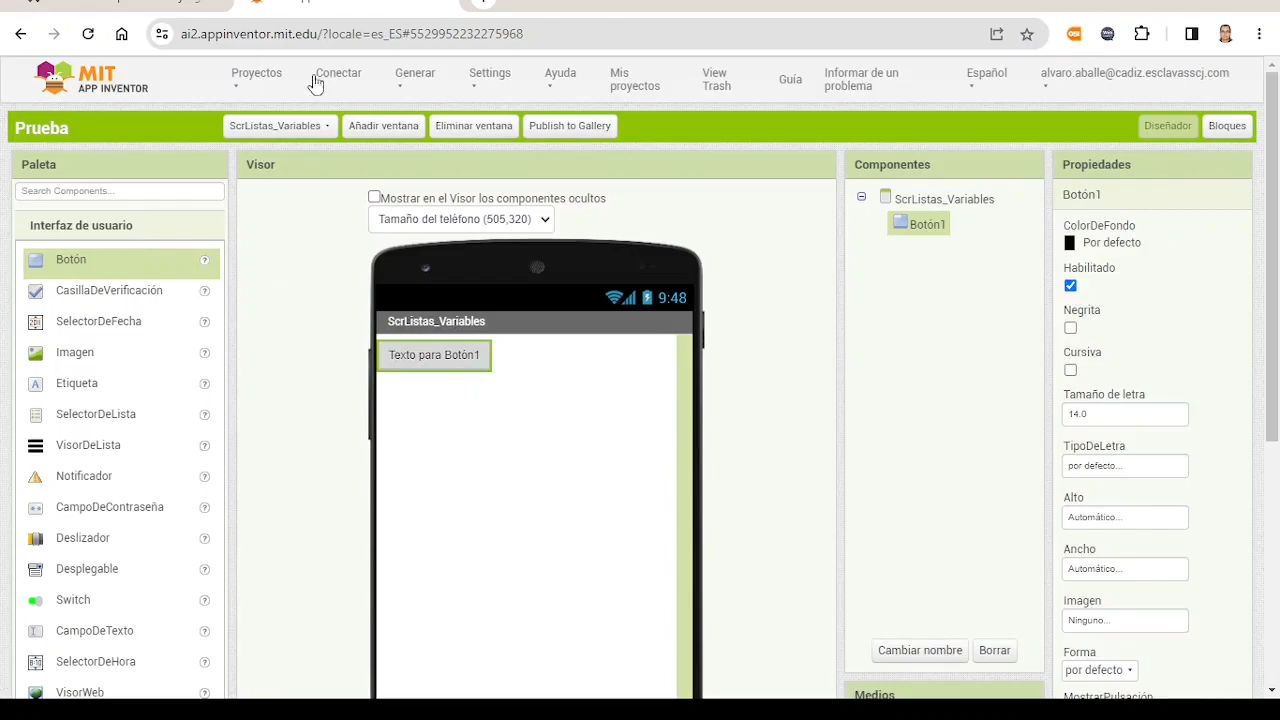 ai2.appinventor.mit.edu/?locale=es_ES#5529952232275968
MIT
APP INVENTOR
Proyectos
Conectar
Generar
Settings
Ayuda
Mis
proyectos
View
Trash
Guía
Informar de un
problema
Español
alvaro.aballe@cadiz.esclavasscj.com
Prueba
ScrListas_Variables
Añadir ventana
Eliminar ventana
Publish to Gallery
Diseñador
Bloques
Paleta
Search Components...
Interfaz de usuario
Botón
CasillaDeVerificación
SelectorDeFecha
Imagen
Etiqueta
SelectorDeLista
VisorDeLista
Notificador
CampoDeContraseña
Deslizador
Desplegable
Switch
CampoDeTexto
SelectorDeHora
VisorWeb
Visor
Mostrar en el Visor los componentes ocultos
Tamaño del teléfono (505,320)
9:48
ScrListas_Variables
Texto para Botón1
Componentes
ScrListas_Variables
Botón1
Cambiar nombre
Borrar
Medios
Propiedades
Botón1
ColorDeFondo
Por defecto
Habilitado
Negrita
Cursiva
Tamaño de letra
14.0
TipoDeLetra
por defecto...
Alto
Automático...
Ancho
Automático...
Imagen
Ninguno...
Forma
por defecto
MostrarPulsación